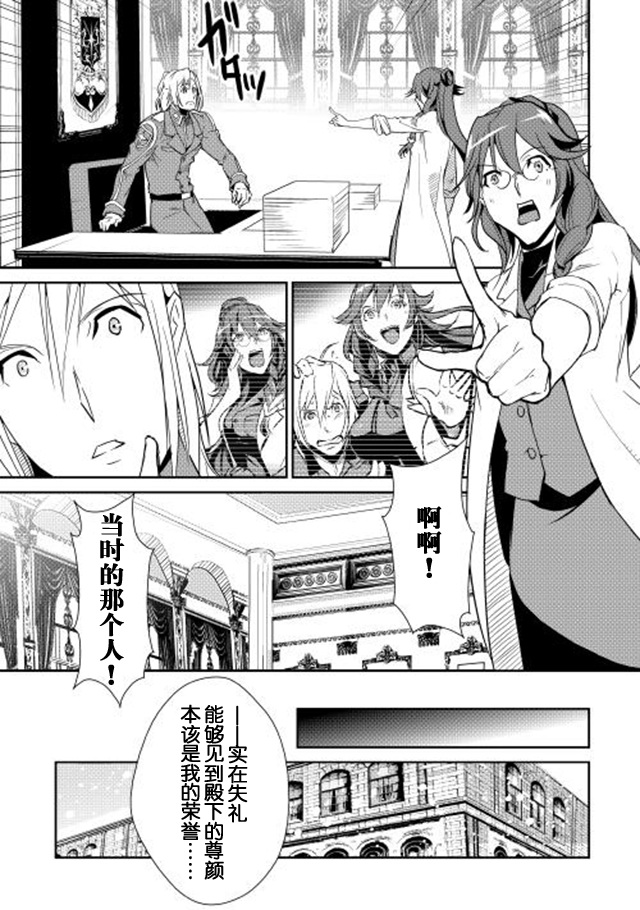 ガタッ
啊啊！
当时的那个人！
——实在失礼
能够见到殿下的尊颜
本该是我的荣誉……